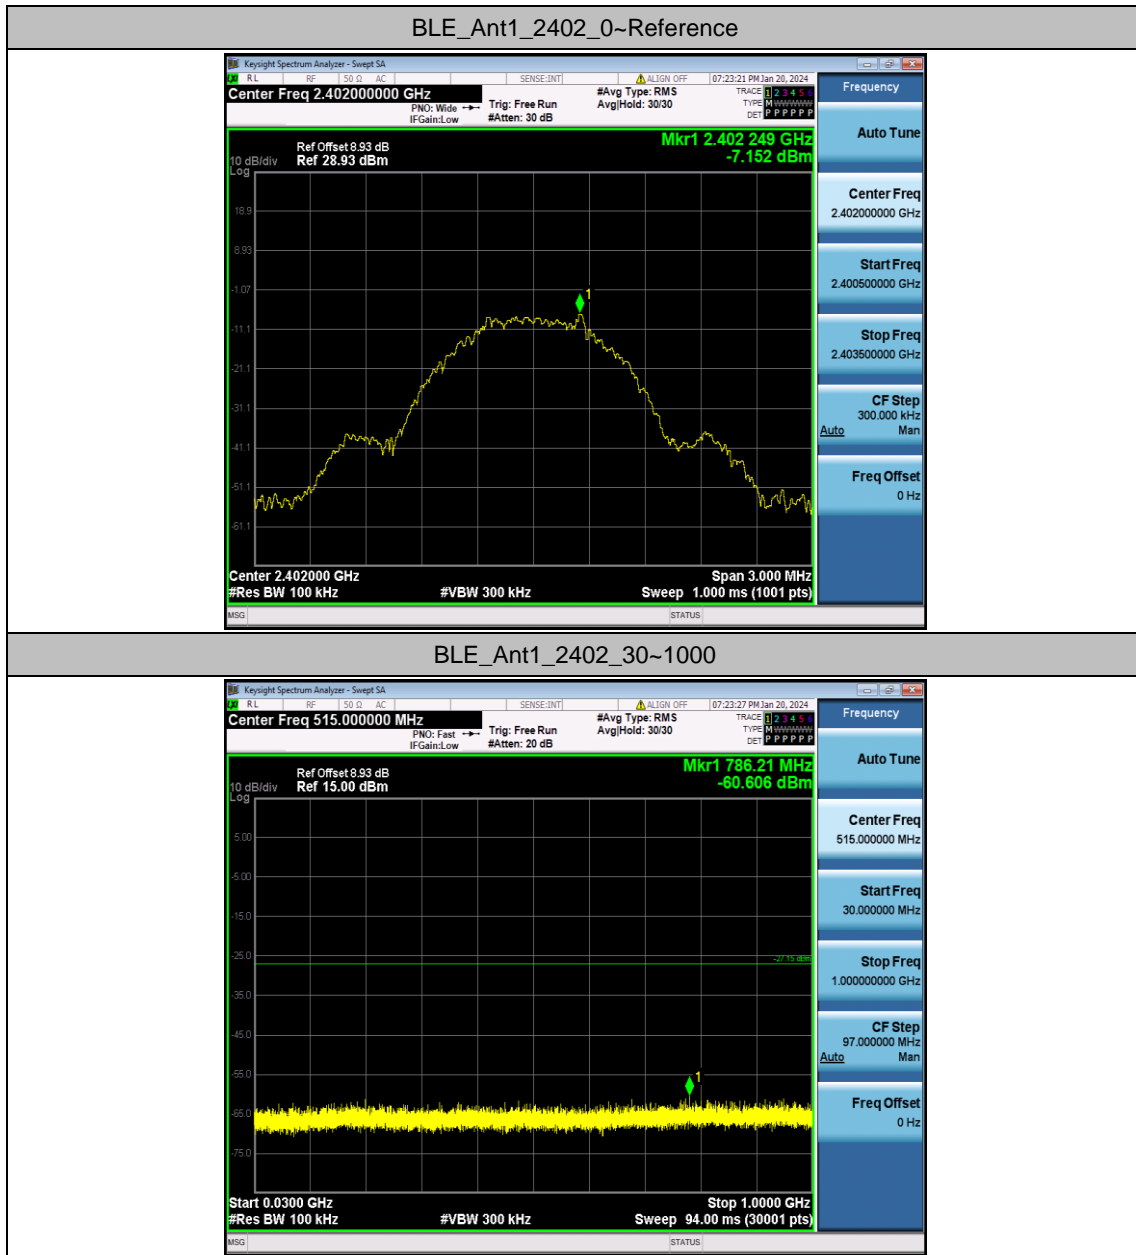 BLE_Ant1_2402_0~Reference
Keysight Spectrum Analyzer - Swept SA
LXI RL RF 50 Ω AC SENSE:INT ALIGN OFF 07:23:21 PM Jan 20, 2024
Center Freq 2.402000000 GHz
PNO: Wide
IFGain:Low
Trig: Free Run
#Atten: 30 dB
#Avg Type: RMS
Avg|Hold: 30/30
TRACE 1 2 3 4 5 6
TYPE M WWWWW
DET P P P P P P
Mkr1 2.402 249 GHz
-7.152 dBm
Ref Offset 8.93 dB
10 dB/div Ref 28.93 dBm
Log
18.9
8.93
-1.07
-11.1
-21.1
-31.1
-41.1
-51.1
-61.1
1
Center 2.402000 GHz Span 3.000 MHz
#Res BW 100 kHz #VBW 300 kHz Sweep 1.000 ms (1001 pts)
MSG STATUS
Frequency
Auto Tune
Center Freq
2.402000000 GHz
Start Freq
2.400500000 GHz
Stop Freq
2.403500000 GHz
CF Step
300.000 kHz
Auto Man
Freq Offset
0 Hz
BLE_Ant1_2402_30~1000
Keysight Spectrum Analyzer - Swept SA
LXI RL RF 50 Ω AC SENSE:INT ALIGN OFF 07:23:27 PM Jan 20, 2024
Center Freq 515.000000 MHz
PNO: Fast
IFGain:Low
Trig: Free Run
#Atten: 20 dB
#Avg Type: RMS
Avg|Hold: 30/30
TRACE 1 2 3 4 5 6
TYPE M WWWWW
DET P P P P P P
Mkr1 786.21 MHz
-60.606 dBm
Ref Offset 8.93 dB
10 dB/div Ref 15.00 dBm
Log
5.00
-5.00
-15.0
-25.0
-35.0
-45.0
-55.0
-65.0
-75.0
-27.15 dBm
1
Start 0.0300 GHz Stop 1.0000 GHz
#Res BW 100 kHz #VBW 300 kHz Sweep 94.00 ms (30001 pts)
MSG STATUS
Frequency
Auto Tune
Center Freq
515.000000 MHz
Start Freq
30.000000 MHz
Stop Freq
1.000000000 GHz
CF Step
97.000000 MHz
Auto Man
Freq Offset
0 Hz